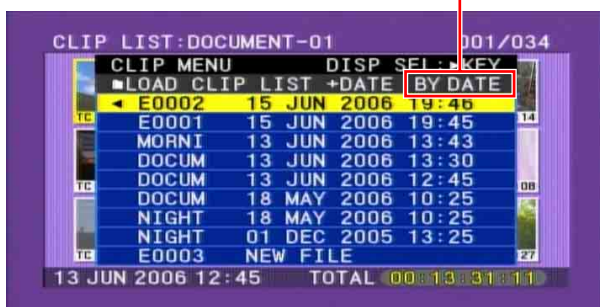 CLIP LIST:DOCUMENT-01 001/034
CLIP MENU DISP SEL:►KEY
LOAD CLIP LIST +DATE BY DATE
◄ E0002 15 JUN 2006 19:46
E0001 15 JUN 2006 19:45
MORNI 13 JUN 2006 13:43
DOCUM 13 JUN 2006 13:30
DOCUM 13 JUN 2006 12:45
DOCUM 18 MAY 2006 10:25
NIGHT 18 MAY 2006 10:25
NIGHT 01 DEC 2005 13:25
E0003 NEW FILE
TC 14
TC 08
TC 27
13 JUN 2006 12:45 TOTAL 00:13:31:11